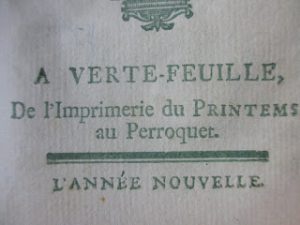 A VERTE-FEUILLE,
De l'Imprimerie du PRINTEMS
au Perroquet.
L'ANNÉE NOUVELLE.